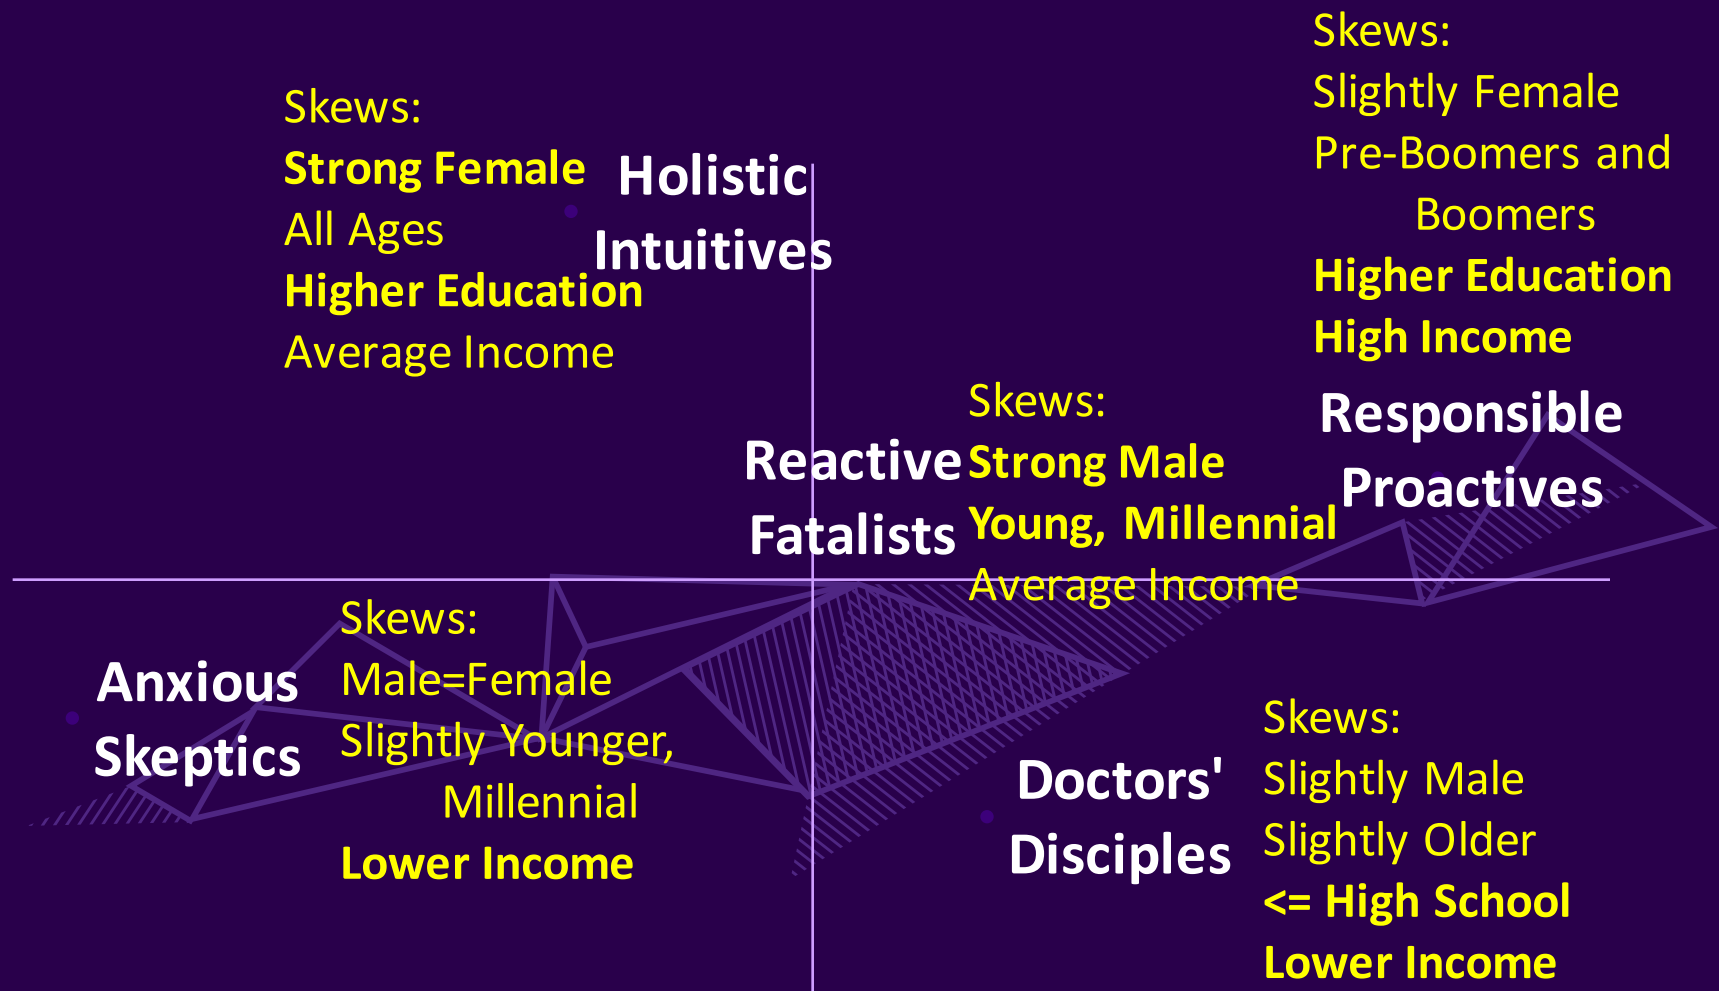 Skews:
Strong Female
All Ages
Higher Education
Average Income
Holistic
Intuitives
Skews:
Slightly Female
Pre-Boomers and
Boomers
Higher Education
High Income
Responsible
Proactives
Reactive
Fatalists
Skews:
Strong Male
Young, Millennial
Average Income
Anxious
Skeptics
Skews:
Male=Female
Slightly Younger,
Millennial
Lower Income
Doctors'
Disciples
Skews:
Slightly Male
Slightly Older
<= High School
Lower Income